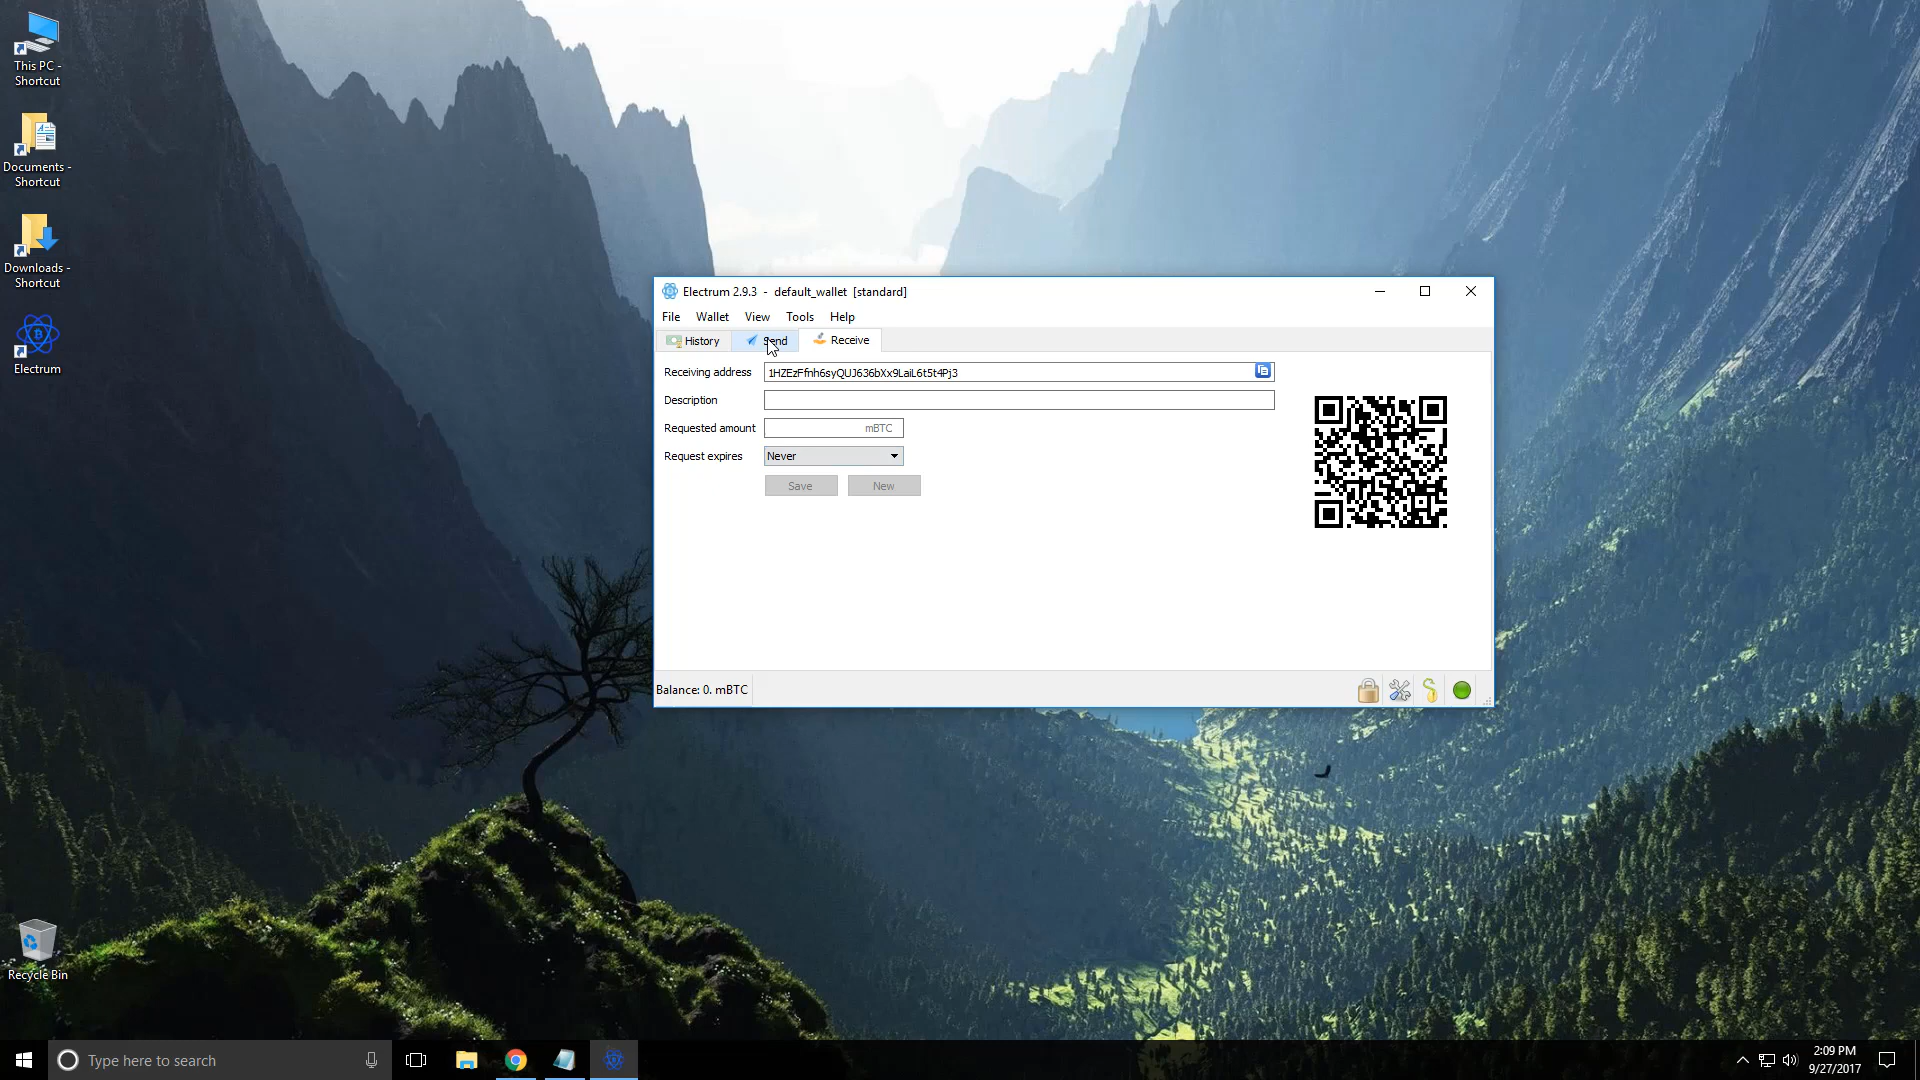 This PC -
Shortcut
Documents -
Shortcut
Downloads -
Shortcut
Electrum
Recycle Bin
Electrum 2.9.3 - default_wallet [standard]
File Wallet View Tools Help
History Send Receive
Receiving address 1HZEzFfnh6syQUJ636bXx9LaiL6t5t4Pj3
Description
Requested amount mBTC
Request expires Never
Save New
Balance: 0. mBTC
Type here to search
2:09 PM
9/27/2017